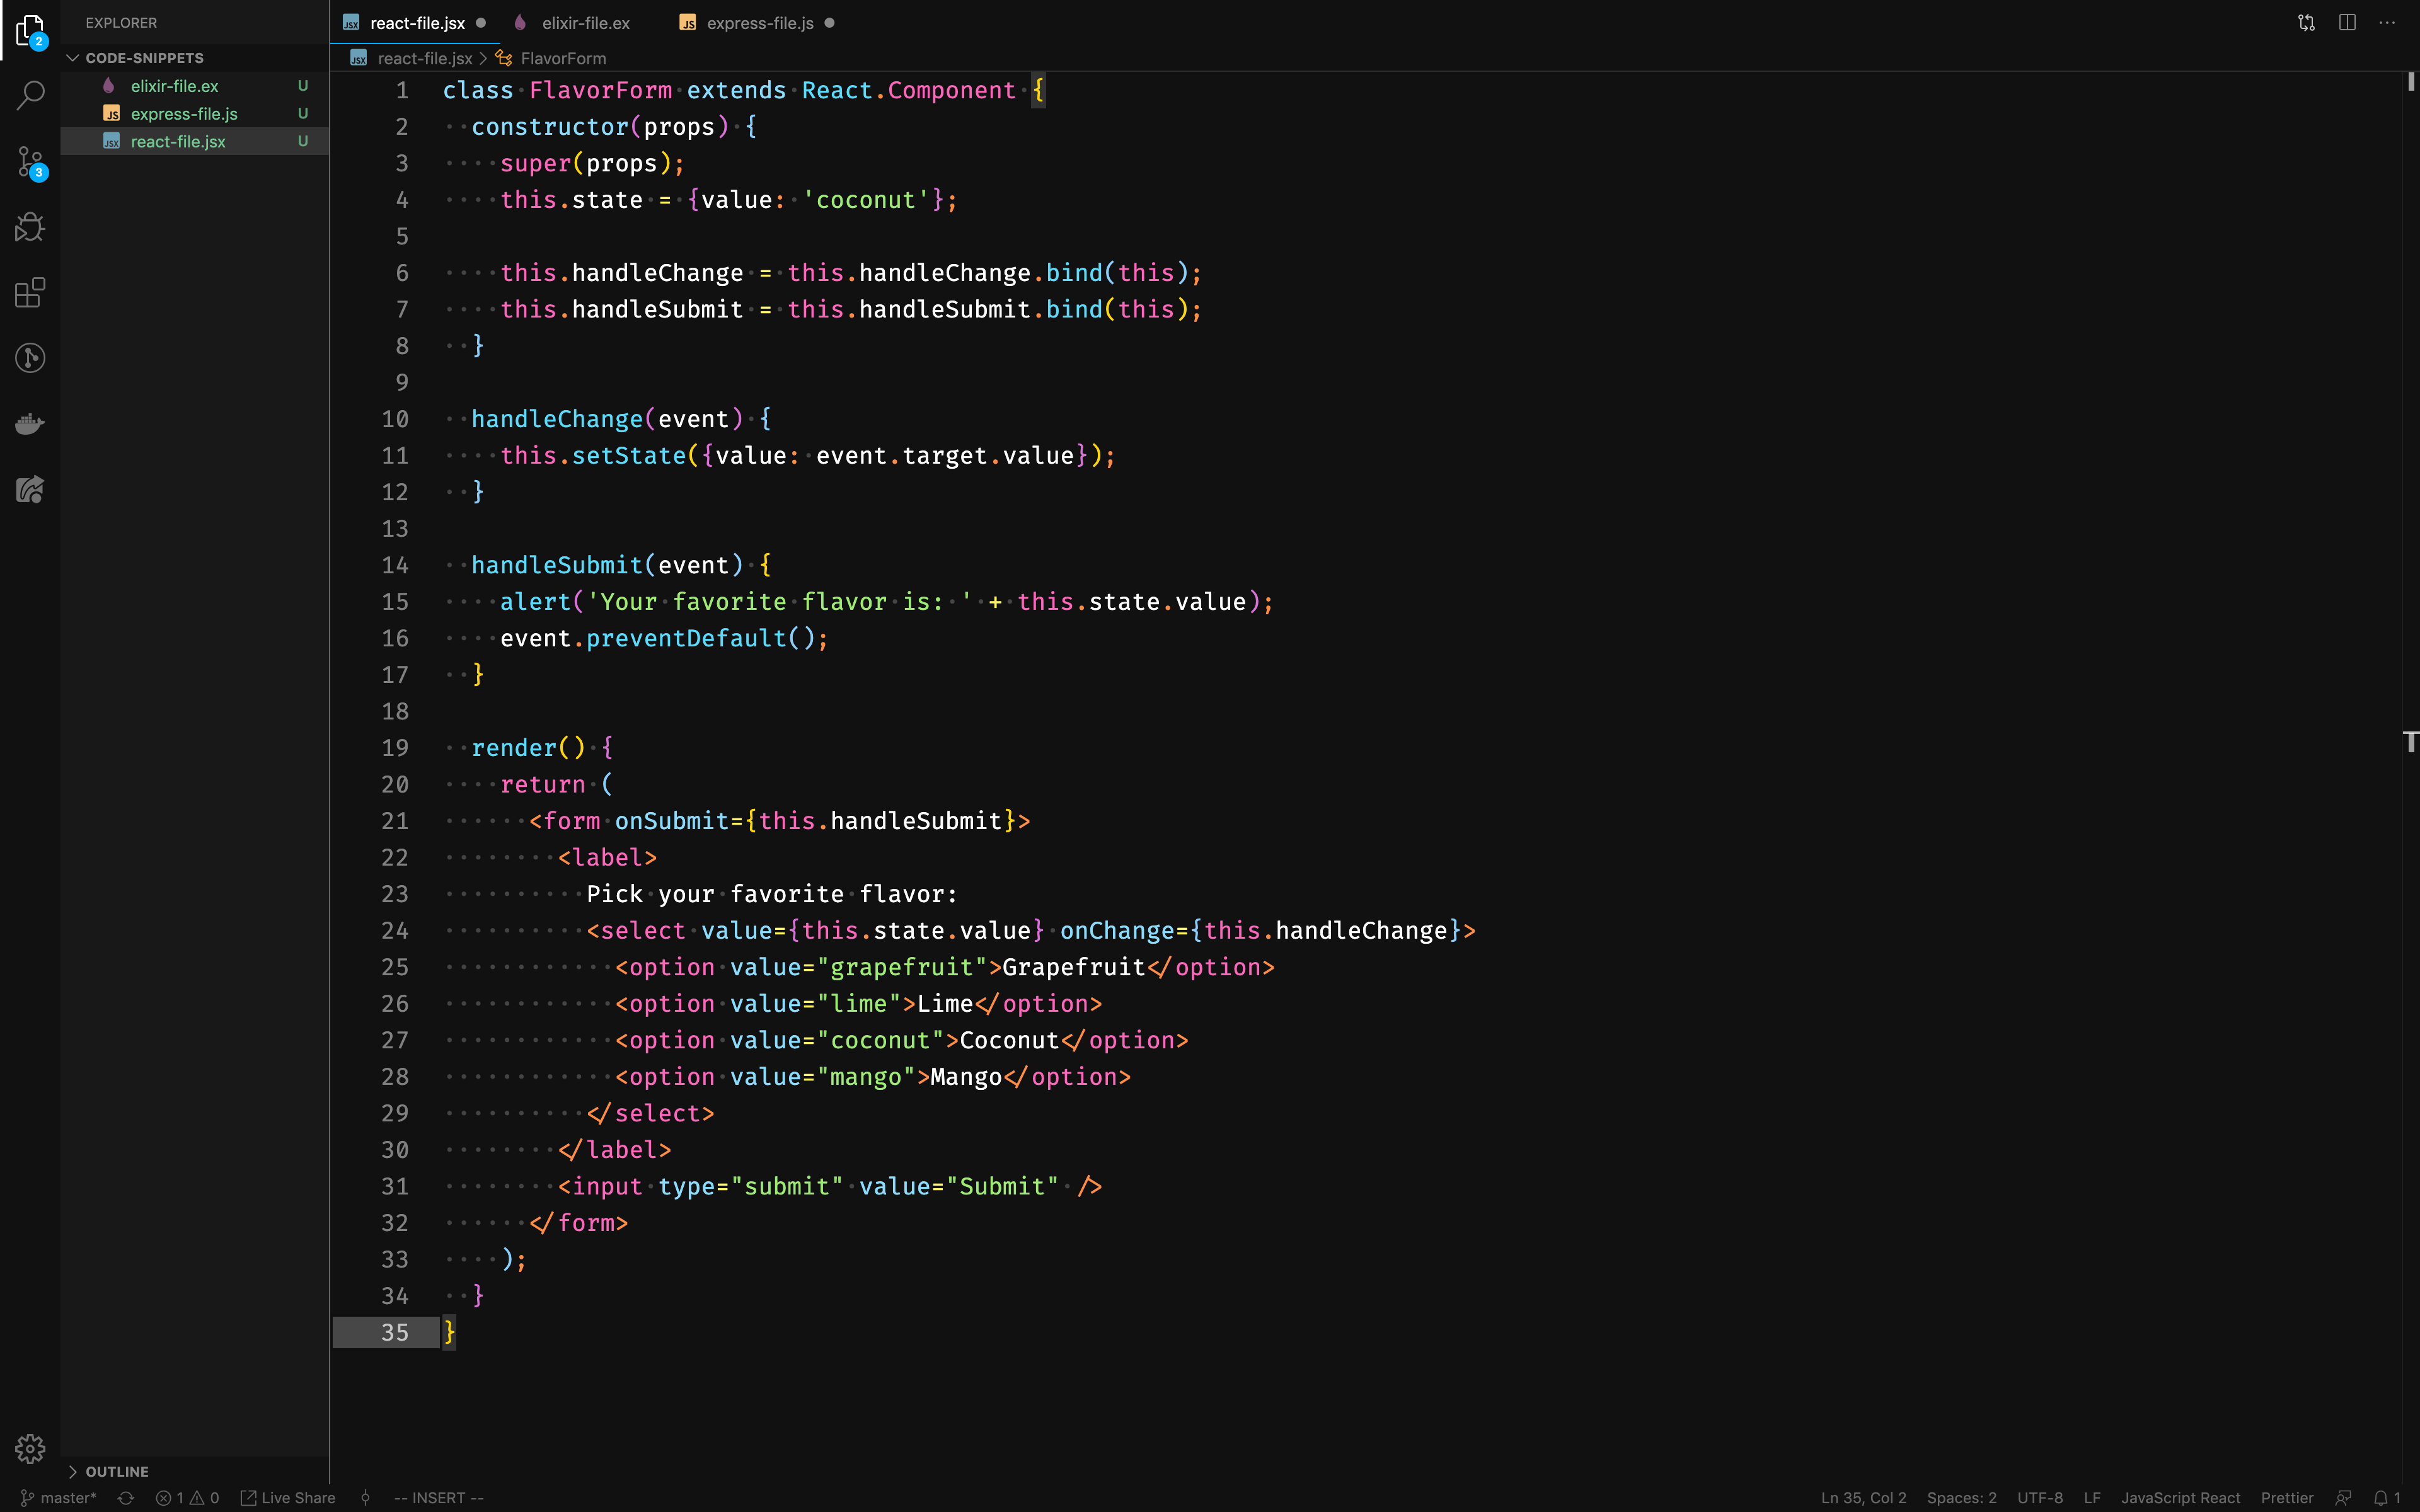 EXPLORER
CODE-SNIPPETS
elixir-file.ex U
express-file.js U
react-file.jsx U
OUTLINE
2
3
react-file.jsx
elixir-file.ex
express-file.js
react-file.jsx > FlavorForm
1 class FlavorForm extends React.Component {
2   constructor(props) {
3     super(props);
4     this.state = {value: 'coconut'};
5
6     this.handleChange = this.handleChange.bind(this);
7     this.handleSubmit = this.handleSubmit.bind(this);
8   }
9
10   handleChange(event) {
11     this.setState({value: event.target.value});
12   }
13
14   handleSubmit(event) {
15     alert('Your favorite flavor is: ' + this.state.value);
16     event.preventDefault();
17   }
18
19   render() {
20     return (
21       <form onSubmit={this.handleSubmit}>
22         <label>
23           Pick your favorite flavor:
24           <select value={this.state.value} onChange={this.handleChange}>
25             <option value="grapefruit">Grapefruit</option>
26             <option value="lime">Lime</option>
27             <option value="coconut">Coconut</option>
28             <option value="mango">Mango</option>
29           </select>
30         </label>
31         <input type="submit" value="Submit" />
32       </form>
33     );
34   }
35 }
master* 1 0 Live Share -- INSERT -- Ln 35, Col 2 Spaces: 2 UTF-8 LF JavaScript React Prettier 1